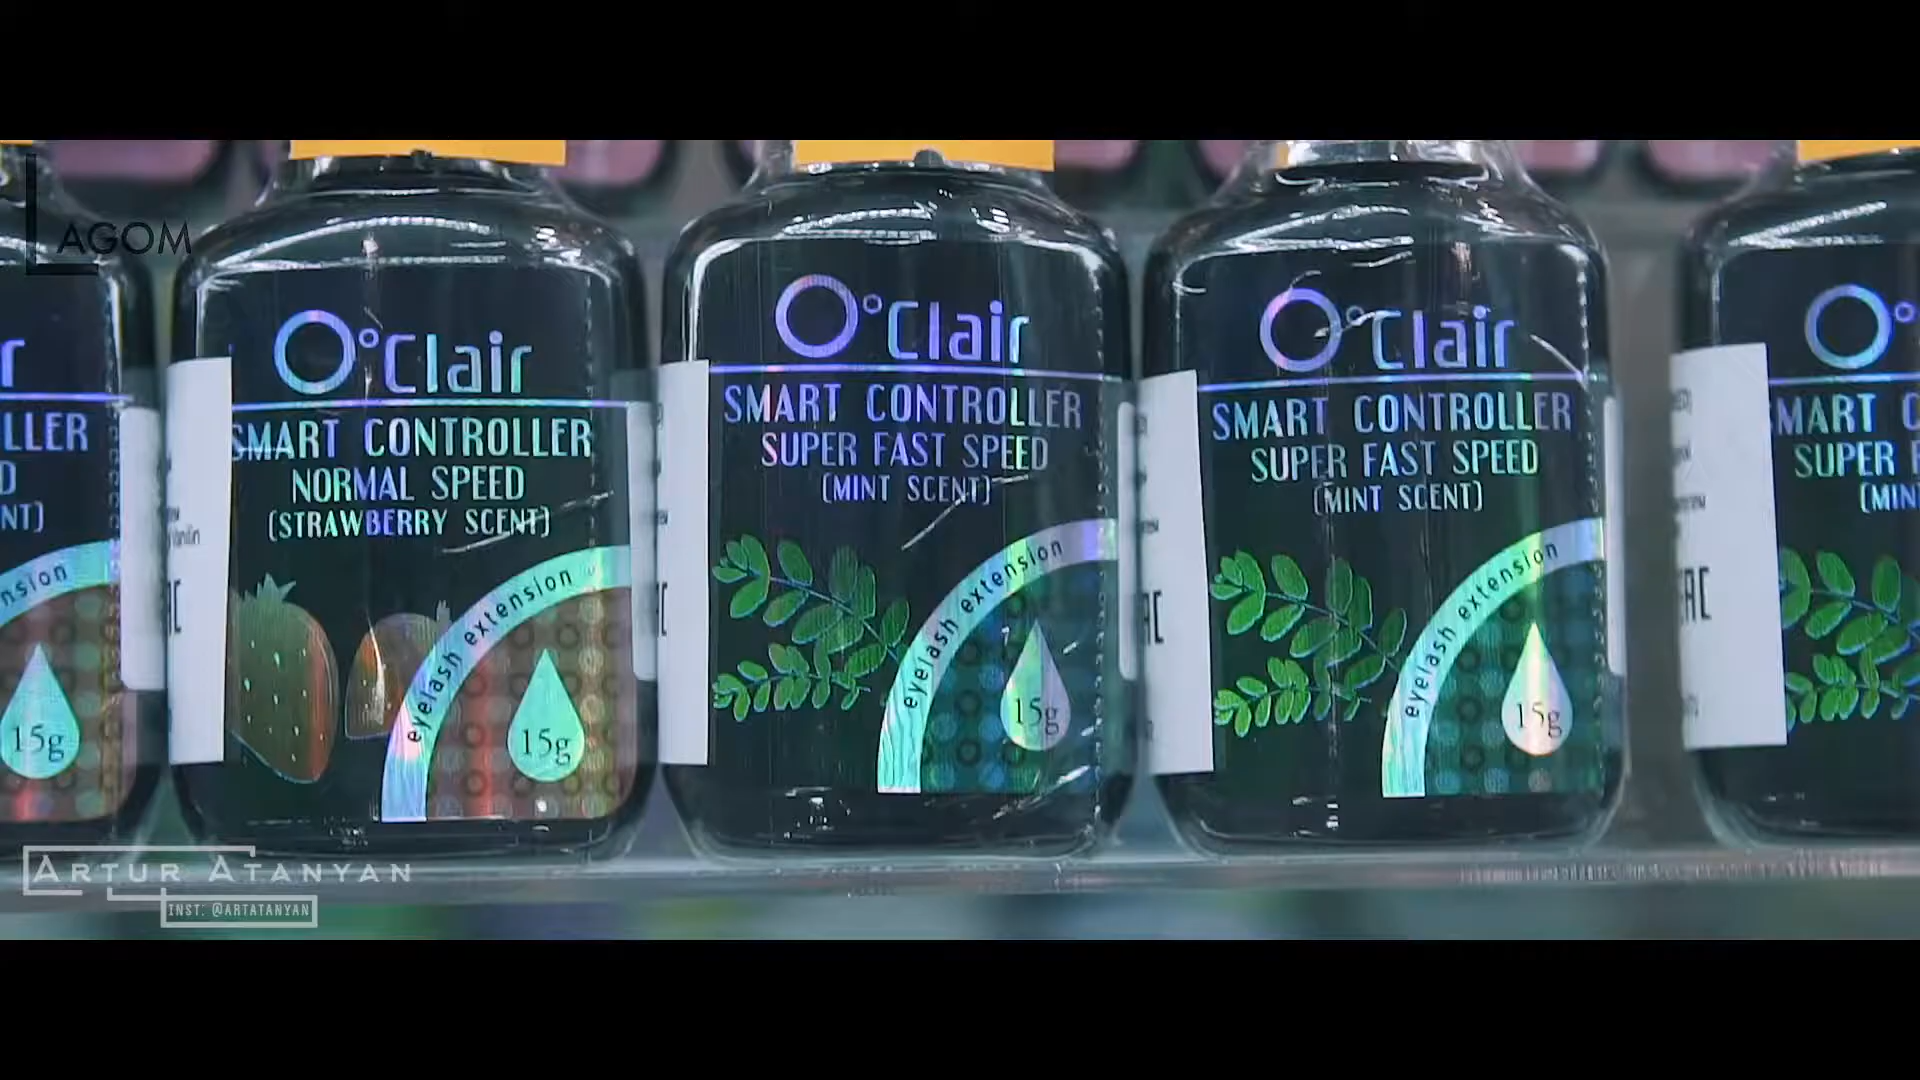 LAGOM
O°Clair
SMART CONTROLLER
NORMAL SPEED
(STRAWBERRY SCENT)
eyelash extension
15g
O°Clair
SMART CONTROLLER
SUPER FAST SPEED
(MINT SCENT)
eyelash extension
15g
O°Clair
SMART CONTROLLER
SUPER FAST SPEED
(MINT SCENT)
eyelash extension
15g
15g
ARTUR ATANYAN
INST: @ARTATANYAN